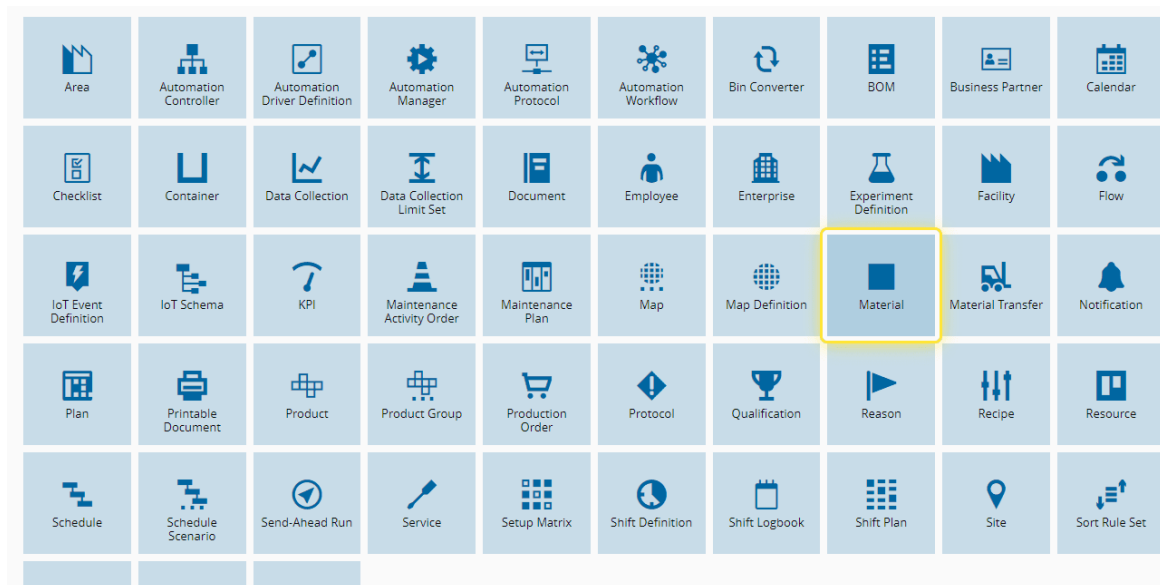 Area
Automation
Controller
Automation
Driver Definition
Automation
Manager
Automation
Protocol
Automation
Workflow
Bin Converter
BOM
Business Partner
Calendar
Checklist
Container
Data Collection
Data Collection
Limit Set
Document
Employee
Enterprise
Experiment
Definition
Facility
Flow
IoT Event
Definition
IoT Schema
KPI
Maintenance
Activity Order
Maintenance
Plan
Map
Map Definition
Material
Material Transfer
Notification
Plan
Printable
Document
Product
Product Group
Production
Order
Protocol
Qualification
Reason
Recipe
Resource
Schedule
Schedule
Scenario
Send-Ahead Run
Service
Setup Matrix
Shift Definition
Shift Logbook
Shift Plan
Site
Sort Rule Set